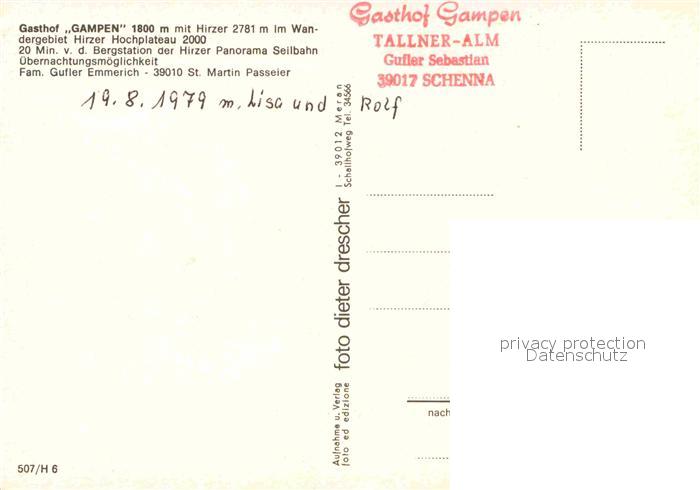 Gasthof „GAMPEN" 1800 m mit Hirzer 2781 m im Wan-
dergebiet Hirzer Hochplateau 2000
20 Min. v. d. Bergstation der Hirzer Panorama Seilbahn
Übernachtungsmöglichkeit
Fam. Gufler Emmerich - 39010 St. Martin Passeier
Gasthof Gampen
TALLNER-ALM
Gufler Sebastian
39017 SCHENNA
19. 8. 1979 m. Lisa und Rolf
Aufnahme u. Verlag
foto ed edizione
foto dieter drescher
I - 39012 Meran
Schallhofweg Tel. 34566
privacy protection
Datenschutz
nach
507/H 6